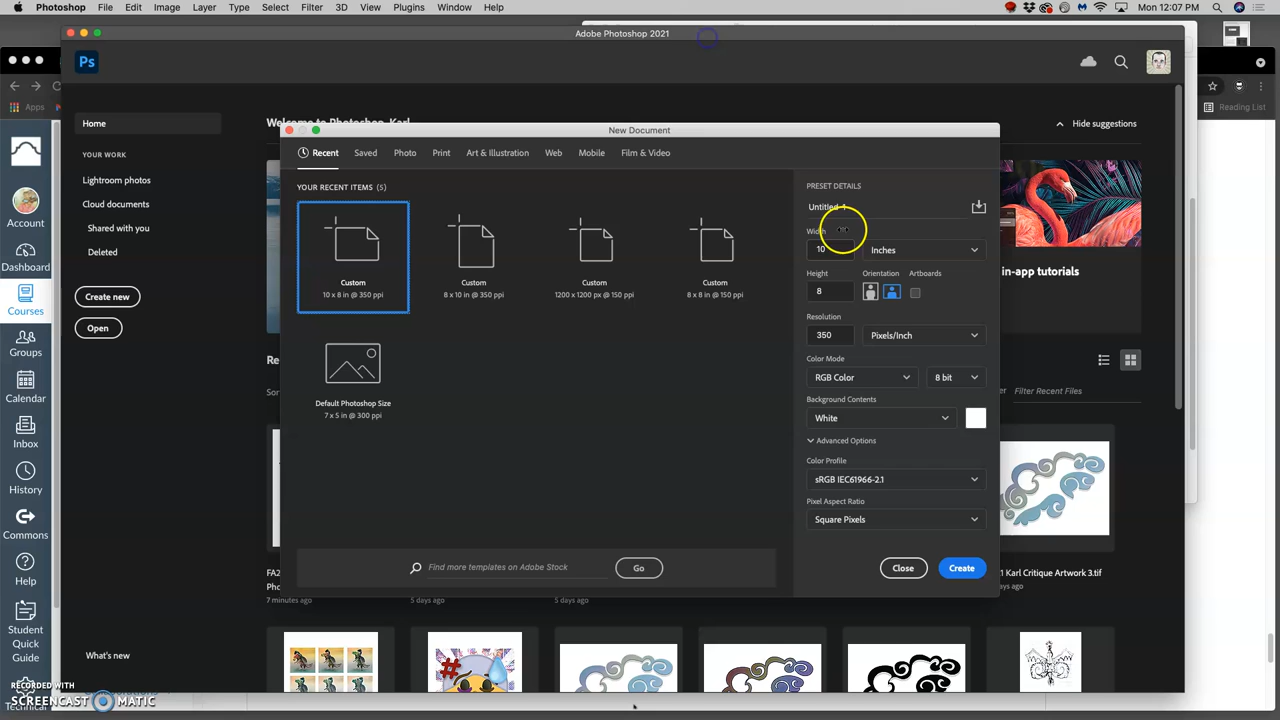 Photoshop File Edit Image Layer Type Select Filter 3D View Plugins Window Help Mon 12:07 PM
Adobe Photoshop 2021
Ps
Apps
Reading List
Home
Welcome to Photoshop, Karl
Hide suggestions
YOUR WORK
Lightroom photos
Cloud documents
Shared with you
Deleted
Create new
Open
in-app tutorials
Filter Recent Files
New Document
Recent Saved Photo Print Art & Illustration Web Mobile Film & Video
YOUR RECENT ITEMS (5)
Custom
10 x 8 in @ 350 ppi
Custom
8 x 10 in @ 350 ppi
Custom
1200 x 1200 px @ 150 ppi
Custom
8 x 8 in @ 150 ppi
Default Photoshop Size
7 x 5 in @ 300 ppi
Find more templates on Adobe Stock
Go
PRESET DETAILS
Untitled-1
Width
10 Inches
Height Orientation Artboards
8
Resolution
350 Pixels/Inch
Color Mode
RGB Color 8 bit
Background Contents
White
Advanced Options
Color Profile
sRGB IEC61966-2.1
Pixel Aspect Ratio
Square Pixels
Close Create
7 minutes ago
5 days ago
5 days ago
1 Karl Critique Artwork 3.tif
days ago
What's new
Account
Dashboard
Courses
Groups
Calendar
Inbox
History
Commons
Help
Student
Quick
Guide
RECORDED WITH
SCREENCAST MATIC